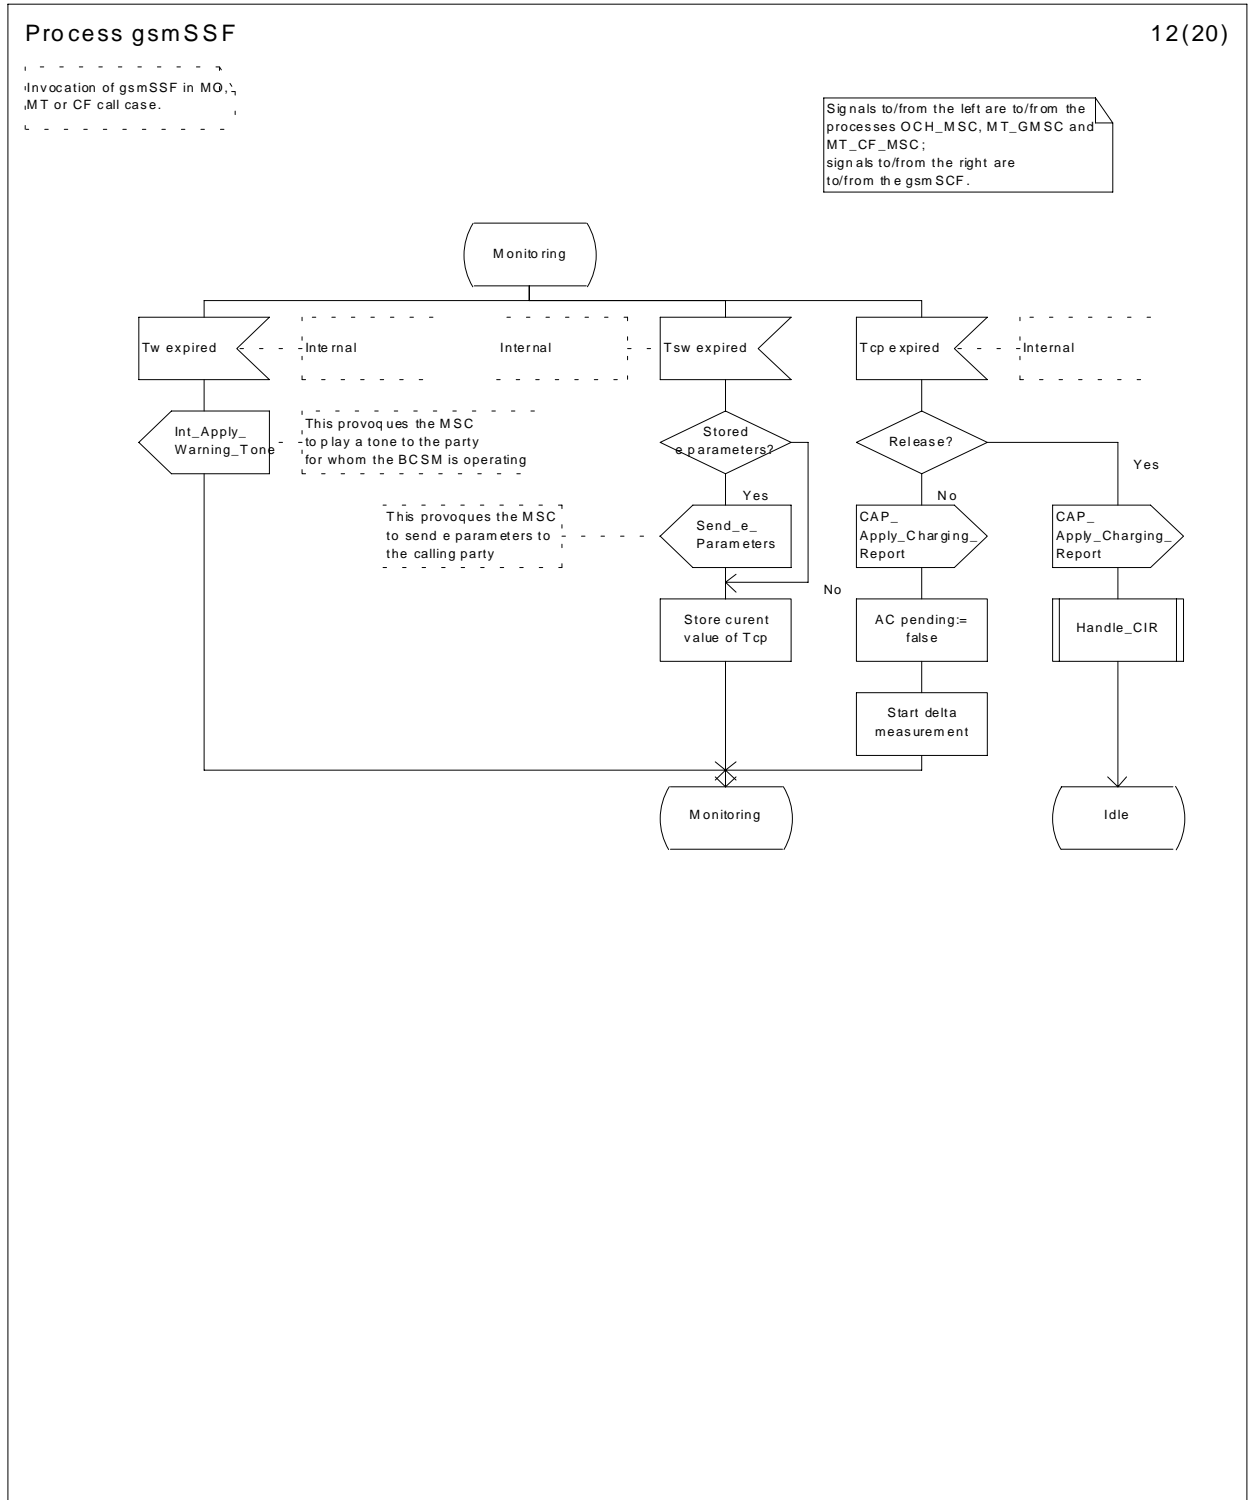 Process gsmSSF
12(20)
Invocation of gsmSSF in MO,
MT or CF call case.
Signals to/from the left are to/from the
processes OCH_MSC, MT_GMSC and
MT_CF_MSC;
signals to/from the right are
to/from the gsmSCF.
Monitoring
Tw expired
Internal
Internal
Tsw expired
Tcp expired
Internal
Int_Apply_
Warning_Tone
This provoques the MSC
to play a tone to the party
for whom the BCSM is operating
Stored
e parameters?
Release?
Yes
Yes
No
This provoques the MSC
to send e parameters to
the calling party
Send_e_
Parameters
CAP_
Apply_Charging_
Report
CAP_
Apply_Charging_
Report
No
Store curent
value of Tcp
AC pending:=
false
Handle_CIR
Start delta
measurement
Monitoring
Idle